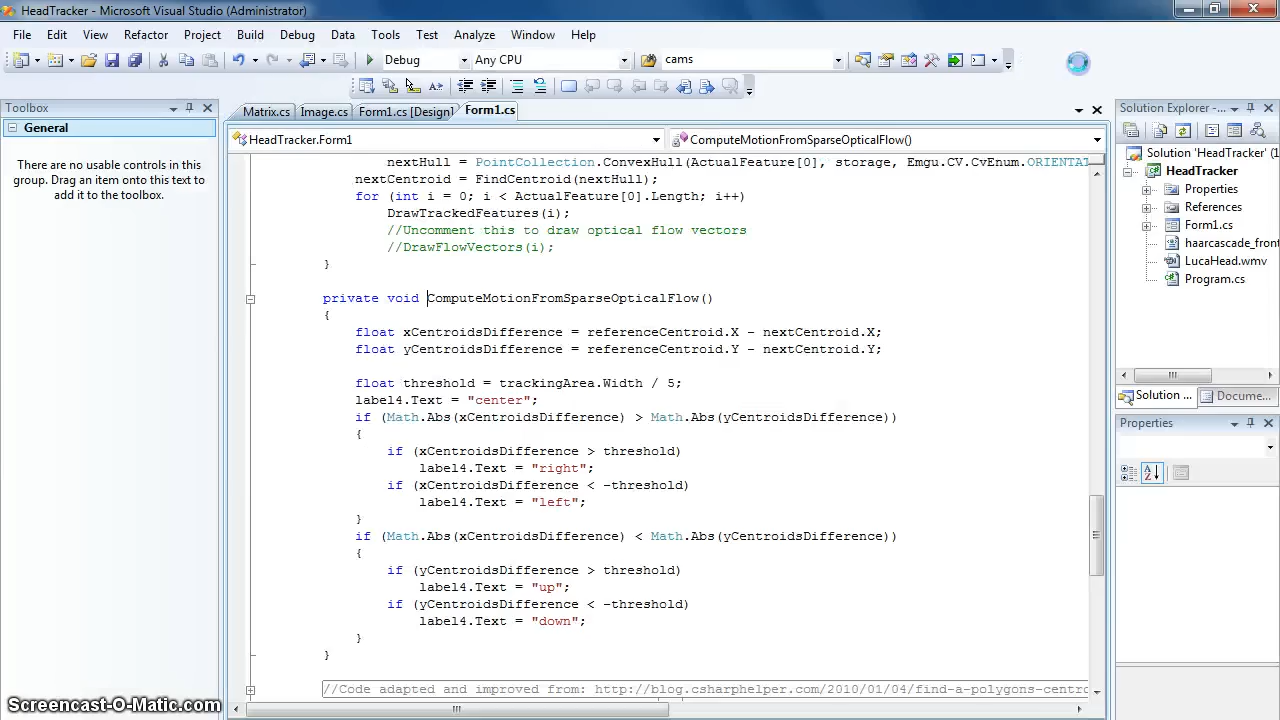 HeadTracker - Microsoft Visual Studio (Administrator)
File Edit View Refactor Project Build Debug Data Tools Test Analyze Window Help
Debug Any CPU cams
Toolbox
General
There are no usable controls in this
group. Drag an item onto this text to
add it to the toolbox.
Matrix.cs Image.cs Form1.cs [Design] Form1.cs
HeadTracker.Form1 ComputeMotionFromSparseOpticalFlow()
nextHull = PointCollection.ConvexHull(ActualFeature[0], storage, Emgu.CV.CvEnum.ORIENTAT
nextCentroid = FindCentroid(nextHull);
for (int i = 0; i < ActualFeature[0].Length; i++)
DrawTrackedFeatures(i);
//Uncomment this to draw optical flow vectors
//DrawFlowVectors(i);
}
private void ComputeMotionFromSparseOpticalFlow()
{
float xCentroidsDifference = referenceCentroid.X - nextCentroid.X;
float yCentroidsDifference = referenceCentroid.Y - nextCentroid.Y;
float threshold = trackingArea.Width / 5;
label4.Text = "center";
if (Math.Abs(xCentroidsDifference) > Math.Abs(yCentroidsDifference))
{
if (xCentroidsDifference > threshold)
label4.Text = "right";
if (xCentroidsDifference < -threshold)
label4.Text = "left";
}
if (Math.Abs(xCentroidsDifference) < Math.Abs(yCentroidsDifference))
{
if (yCentroidsDifference > threshold)
label4.Text = "up";
if (yCentroidsDifference < -threshold)
label4.Text = "down";
}
}
//Code adapted and improved from: http://blog.csharphelper.com/2010/01/04/find-a-polygons-centro
Solution Explorer -...
Solution 'HeadTracker' (1
HeadTracker
Properties
References
Form1.cs
haarcascade_front
LucaHead.wmv
Program.cs
Solution ... Docume...
Properties
Screencast-O-Matic.com